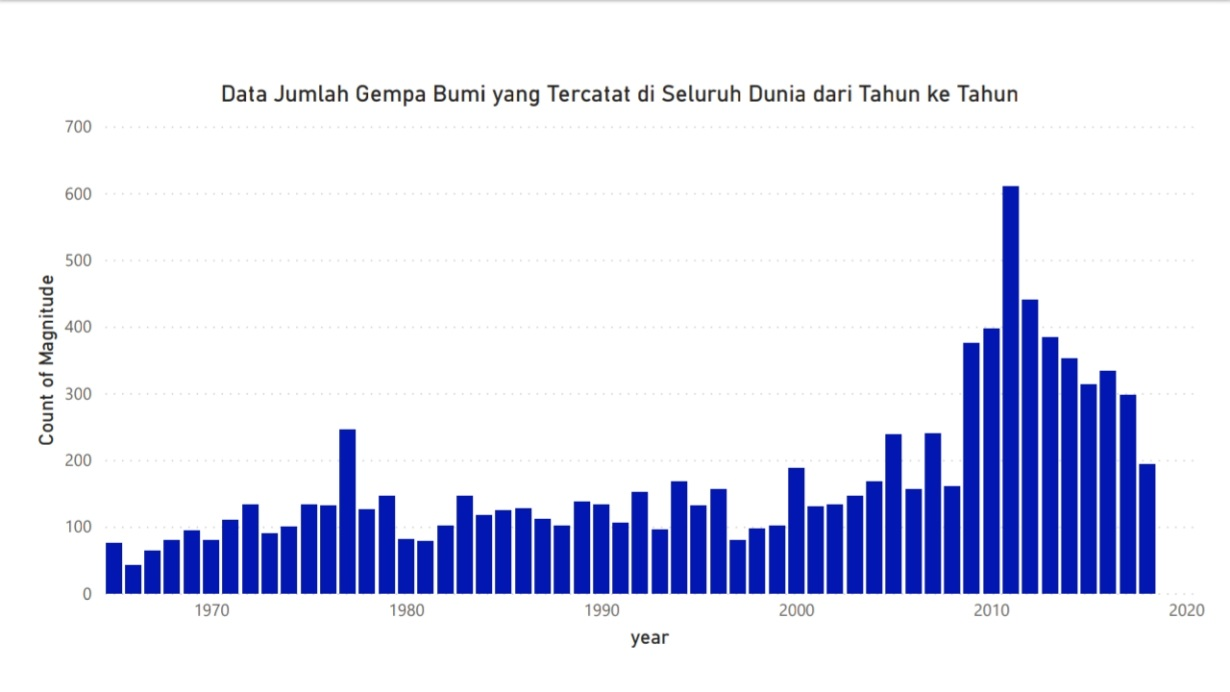 Data Jumlah Gempa Bumi yang Tercatat di Seluruh Dunia dari Tahun ke Tahun
700
600
500
400
300
200
100
0
Count of Magnitude
1970 1980 1990 2000 2010 2020
year